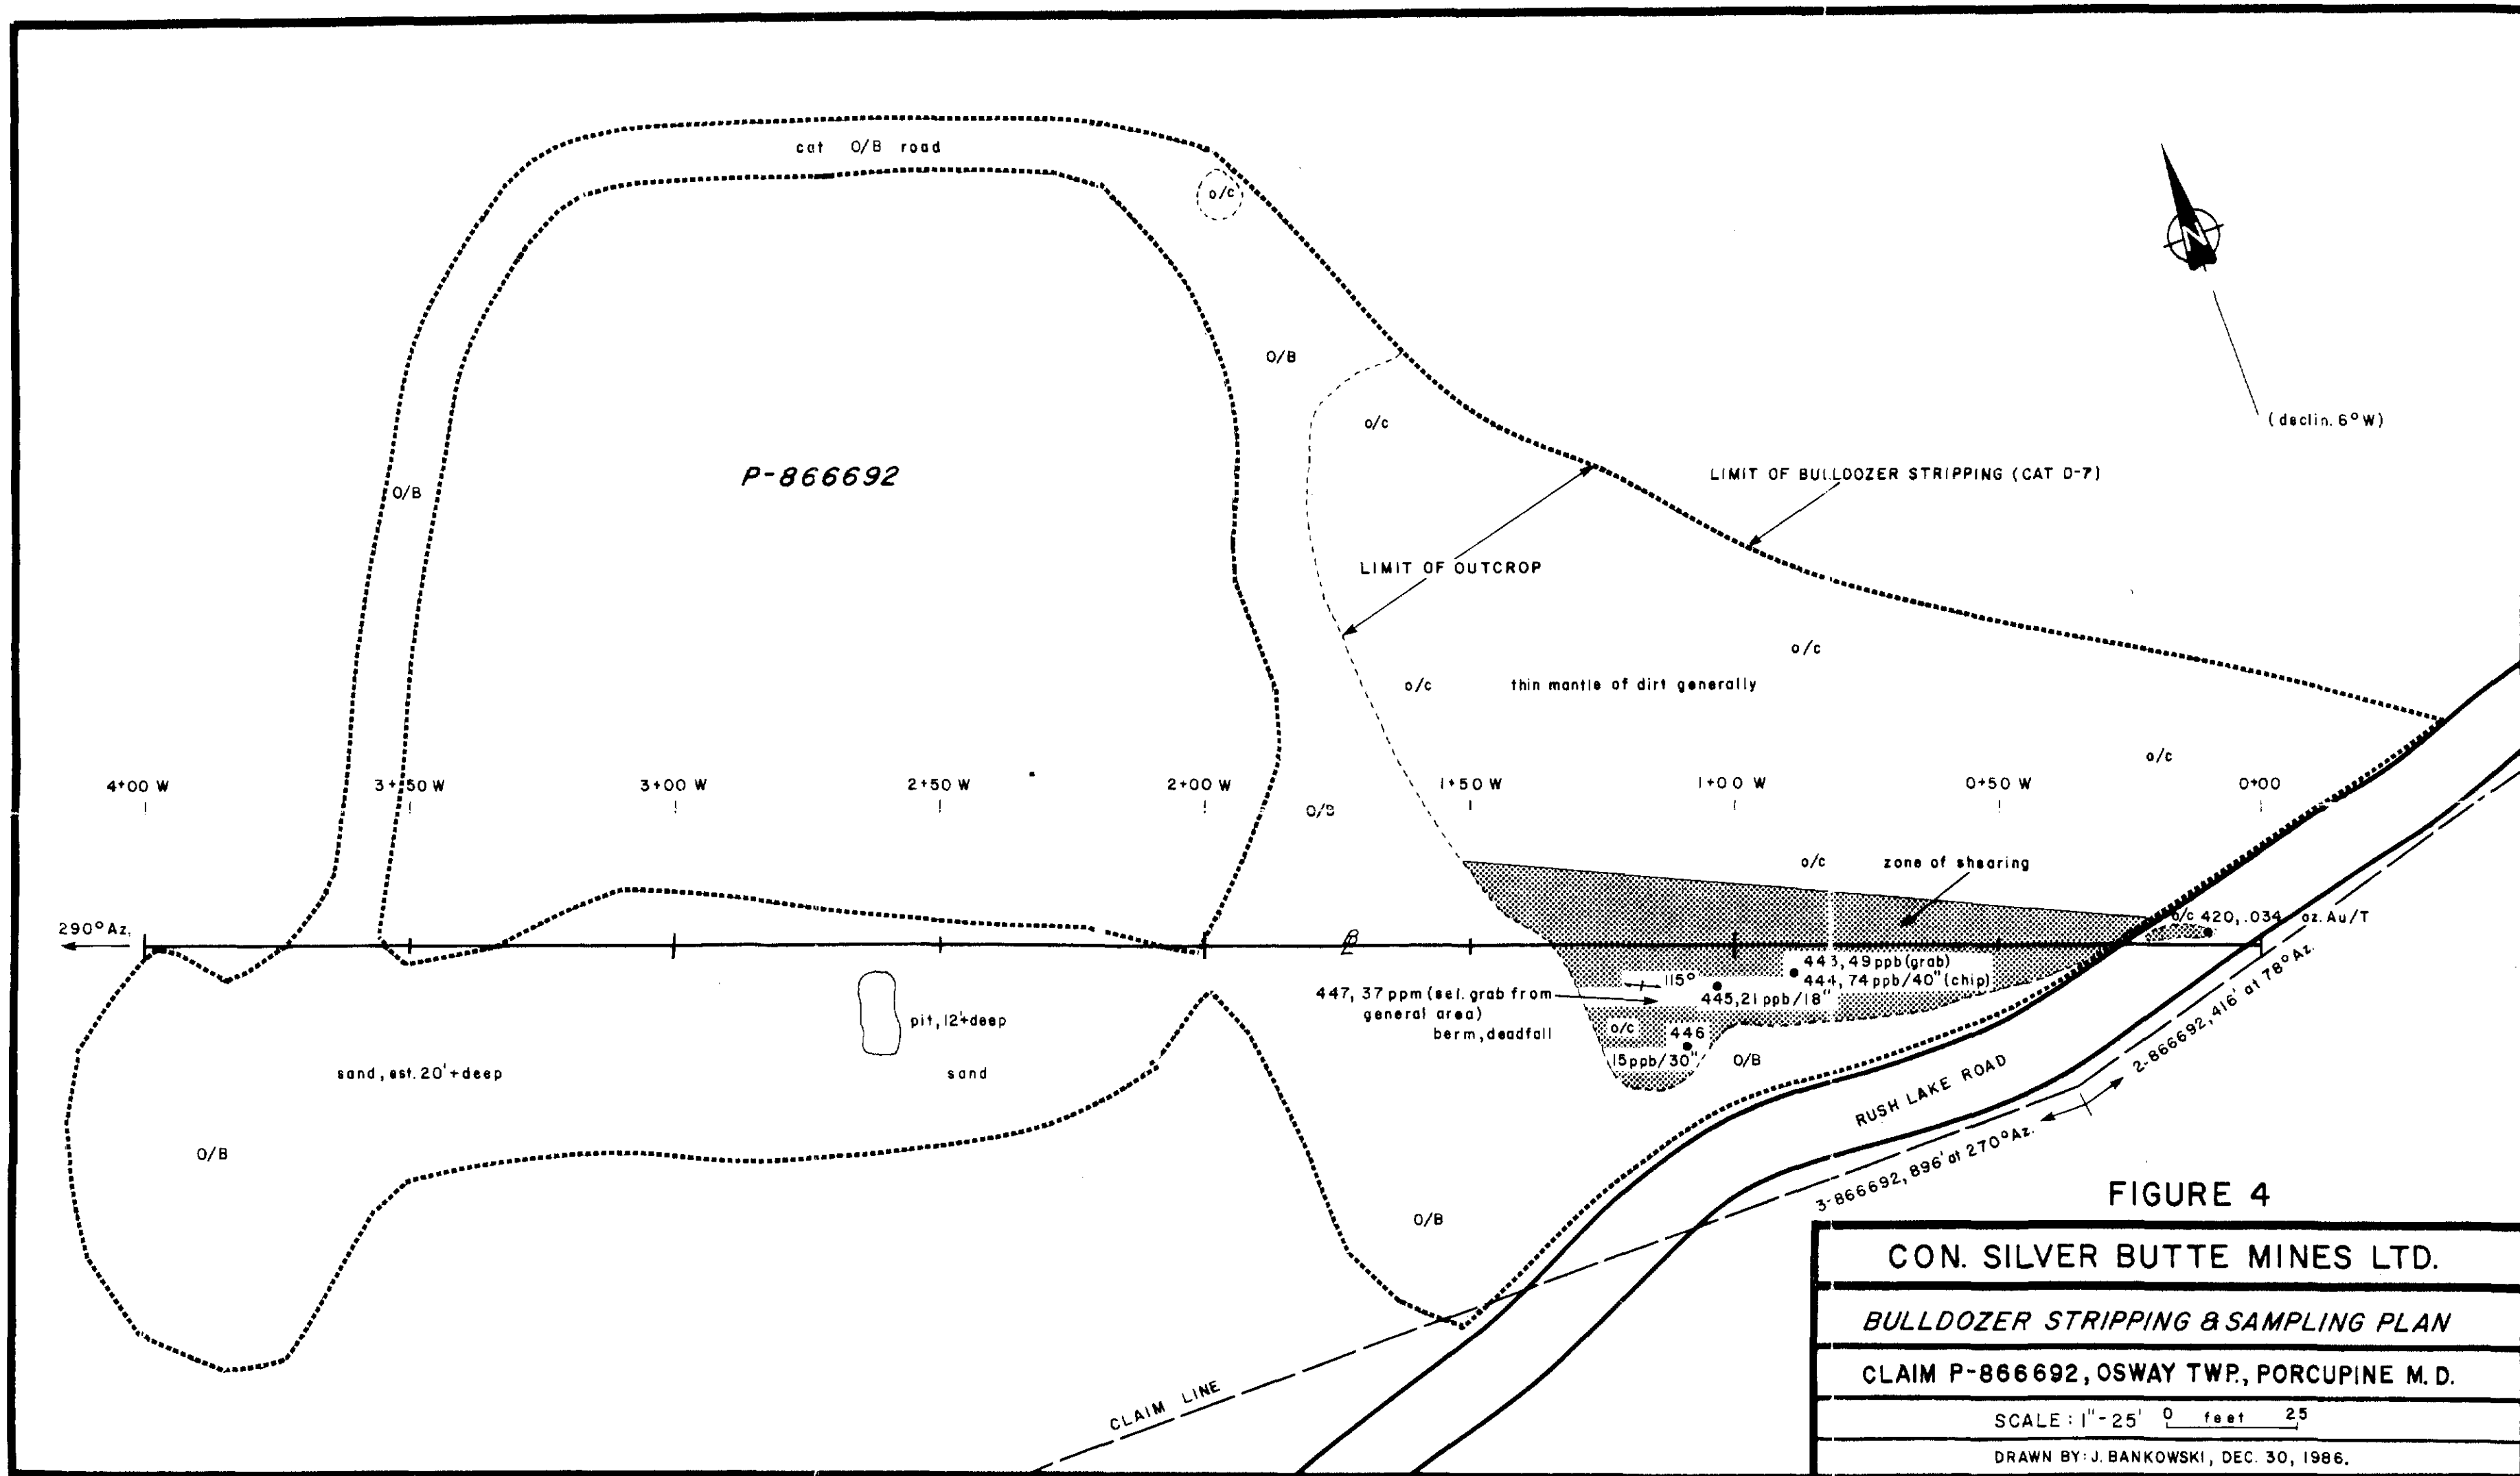 cat O/B road
o/c
N
O/B
(declin. 6° W)
o/c
P-866692
LIMIT OF BULLDOZER STRIPPING (CAT D-7)
O/B
LIMIT OF OUTCROP
o/c
o/c
thin mantle of dirt generally
o/c
4+00 W
3+50 W
3+00 W
2+50 W
2+00 W
1+50 W
1+00 W
0+50 W
0+00
O/B
o/c
zone of shearing
290° Az.
o/c 420, .034 oz. Au/T
443, 49 ppb (grab)
444, 74 ppb/40" (chip)
115°
445, 21 ppb/18"
447, 37 ppm (sel. grab from
general area)
berm, deadfall
pit, 12'+deep
o/c
446
15 ppb/30"
O/B
sand, est. 20'+deep
sand
O/B
O/B
RUSH LAKE ROAD
2-866692, 416' at 78° Az.
3-866692, 896' at 270° Az.
CLAIM LINE
FIGURE 4
CON. SILVER BUTTE MINES LTD.
BULLDOZER STRIPPING & SAMPLING PLAN
CLAIM P-866692, OSWAY TWP., PORCUPINE M. D.
SCALE : 1"-25' 0 feet 25
DRAWN BY: J. BANKOWSKI, DEC. 30, 1986.